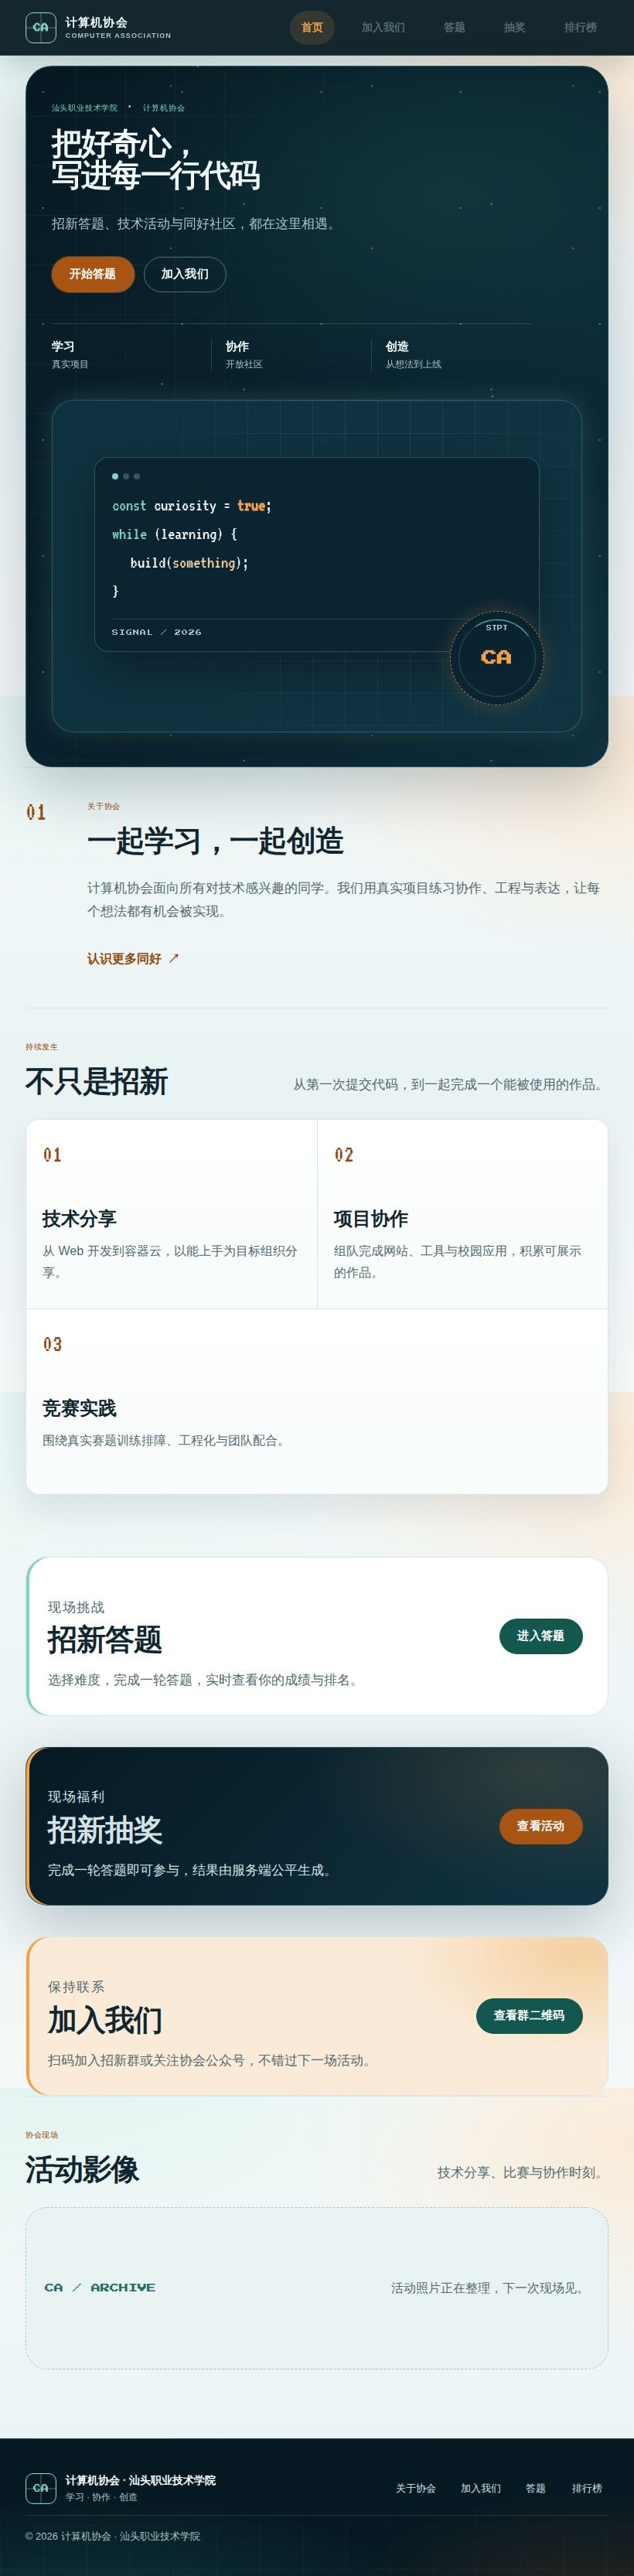 CA
计算机协会
COMPUTER ASSOCIATION
首页
加入我们
答题
抽奖
排行榜
汕头职业技术学院 • 计算机协会
把好奇心，
写进每一行代码
招新答题、技术活动与同好社区，都在这里相遇。
开始答题
加入我们
学习
真实项目
协作
开放社区
创造
从想法到上线
const curiosity = true;
while (learning) {
build(something);
}
SIGNAL / 2026
STPT
CA
01
关于协会
一起学习，一起创造
计算机协会面向所有对技术感兴趣的同学。我们用真实项目练习协作、工程与表达，让每
个想法都有机会被实现。
认识更多同好 ↗
持续发生
不只是招新
从第一次提交代码，到一起完成一个能被使用的作品。
01
技术分享
从 Web 开发到容器云，以能上手为目标组织分
享。
02
项目协作
组队完成网站、工具与校园应用，积累可展示
的作品。
03
竞赛实践
围绕真实赛题训练排障、工程化与团队配合。
现场挑战
招新答题
选择难度，完成一轮答题，实时查看你的成绩与排名。
进入答题
现场福利
招新抽奖
完成一轮答题即可参与，结果由服务端公平生成。
查看活动
保持联系
加入我们
扫码加入招新群或关注协会公众号，不错过下一场活动。
查看群二维码
协会现场
活动影像
技术分享、比赛与协作时刻。
CA / ARCHIVE
活动照片正在整理，下一次现场见。
CA
计算机协会 · 汕头职业技术学院
学习 · 协作 · 创造
关于协会
加入我们
答题
排行榜
© 2026 计算机协会 · 汕头职业技术学院